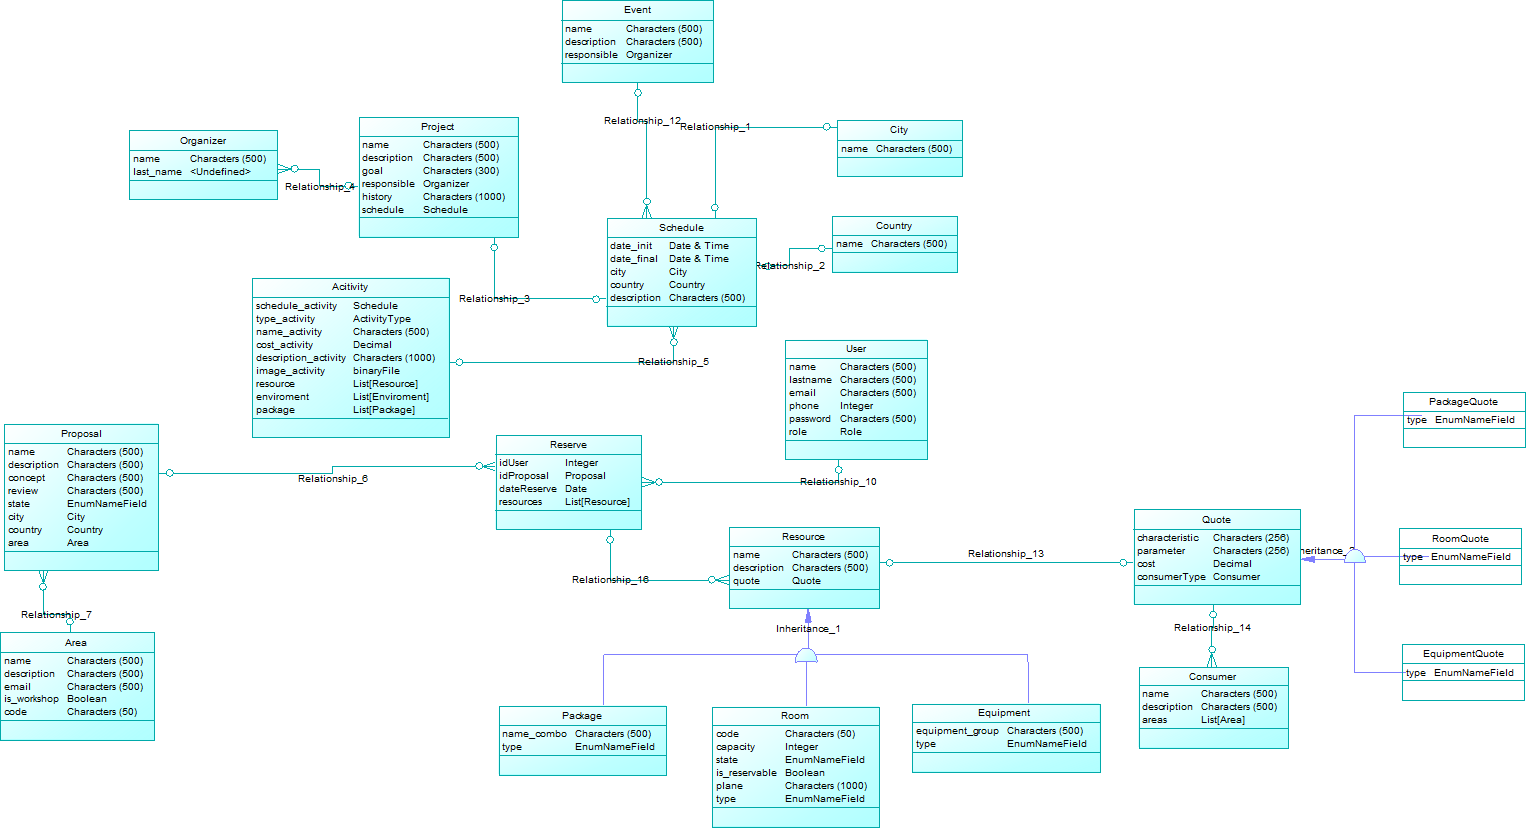 Event
name Characters (500)
description Characters (500)
responsible Organizer
Relationship_12
Relationship_1
City
name Characters (500)
Organizer
name Characters (500)
last_name <Undefined>
Relationship_4
Project
name Characters (500)
description Characters (500)
goal Characters (300)
responsible Organizer
history Characters (1000)
schedule Schedule
Schedule
date_init Date & Time
date_final Date & Time
city City
country Country
description Characters (500)
Country
name Characters (500)
Relationship_2
Relationship_3
Acitivity
schedule_activity Schedule
type_activity ActivityType
name_activity Characters (500)
cost_activity Decimal
description_activity Characters (1000)
image_activity binaryFile
resource List[Resource]
enviroment List[Enviroment]
package List[Package]
Relationship_5
User
name Characters (500)
lastname Characters (500)
email Characters (500)
phone Integer
password Characters (500)
role Role
PackageQuote
type EnumNameField
Proposal
name Characters (500)
description Characters (500)
concept Characters (500)
review Characters (500)
state EnumNameField
city City
country Country
area Area
Relationship_6
Reserve
idUser Integer
idProposal Proposal
dateReserve Date
resources List[Resource]
Relationship_10
Resource
name Characters (500)
description Characters (500)
quote Quote
Relationship_13
Quote
characteristic Characters (256)
parameter Characters (256)
cost Decimal
consumerType Consumer
RoomQuote
type EnumNameField
Relationship_16
Relationship_7
Area
name Characters (500)
description Characters (500)
email Characters (500)
is_workshop Boolean
code Characters (50)
Inheritance_1
Relationship_14
EquipmentQuote
type EnumNameField
Consumer
name Characters (500)
description Characters (500)
areas List[Area]
Package
name_combo Characters (500)
type EnumNameField
Room
code Characters (50)
capacity Integer
state EnumNameField
is_reservable Boolean
plane Characters (1000)
type EnumNameField
Equipment
equipment_group Characters (500)
type EnumNameField